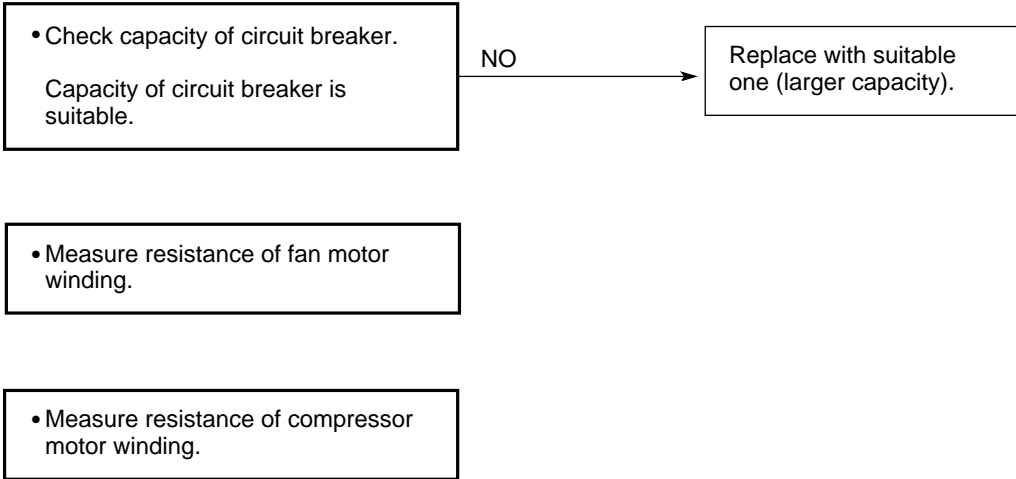 • Check capacity of circuit breaker.
Capacity of circuit breaker is
suitable.
NO
Replace with suitable
one (larger capacity).
• Measure resistance of fan motor
winding.
• Measure resistance of compressor
motor winding.